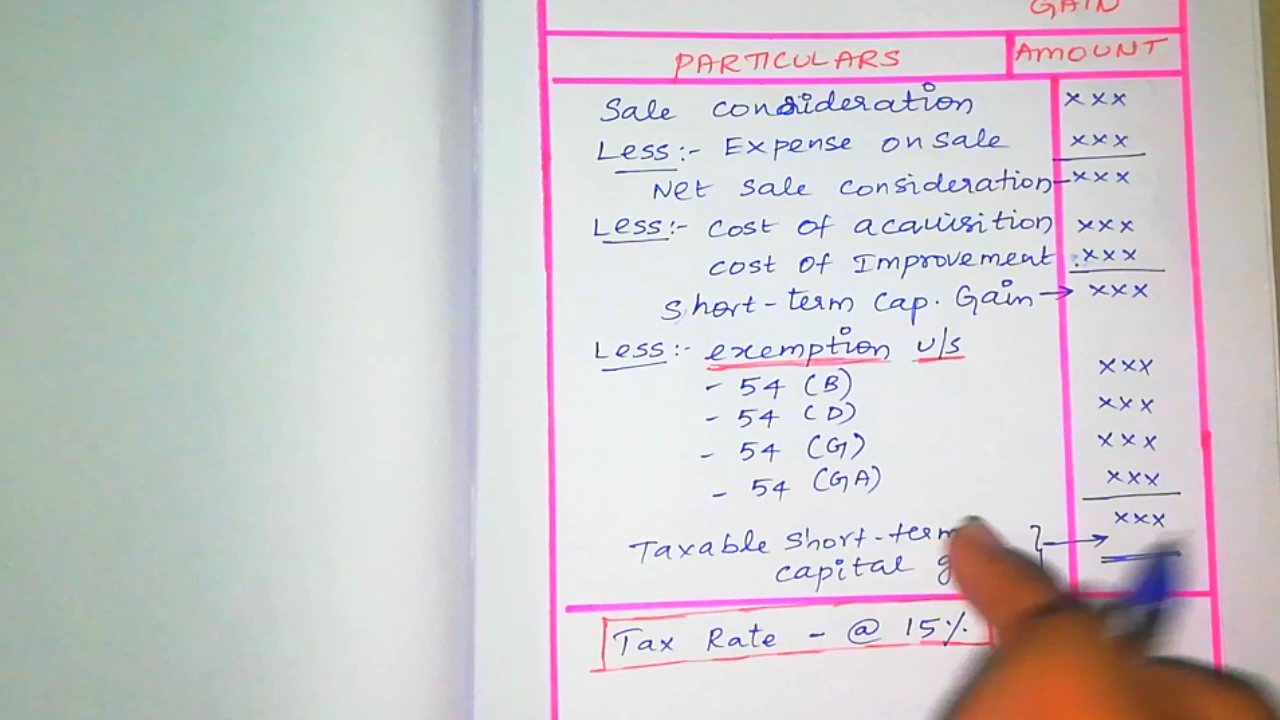 GAIN
PARTICULARS AMOUNT
Sale consideration xxx
Less:- Expense on sale xxx
Net sale consideration xxx
Less:- cost of acauisition xxx
cost of Improvement xxx
Short-term Cap. Gain → xxx
Less:- exemption u/s
- 54 (B) xxx
- 54 (D) xxx
- 54 (G) xxx
- 54 (GA) xxx
xxx
Taxable short-term
capital
Tax Rate - @ 15%